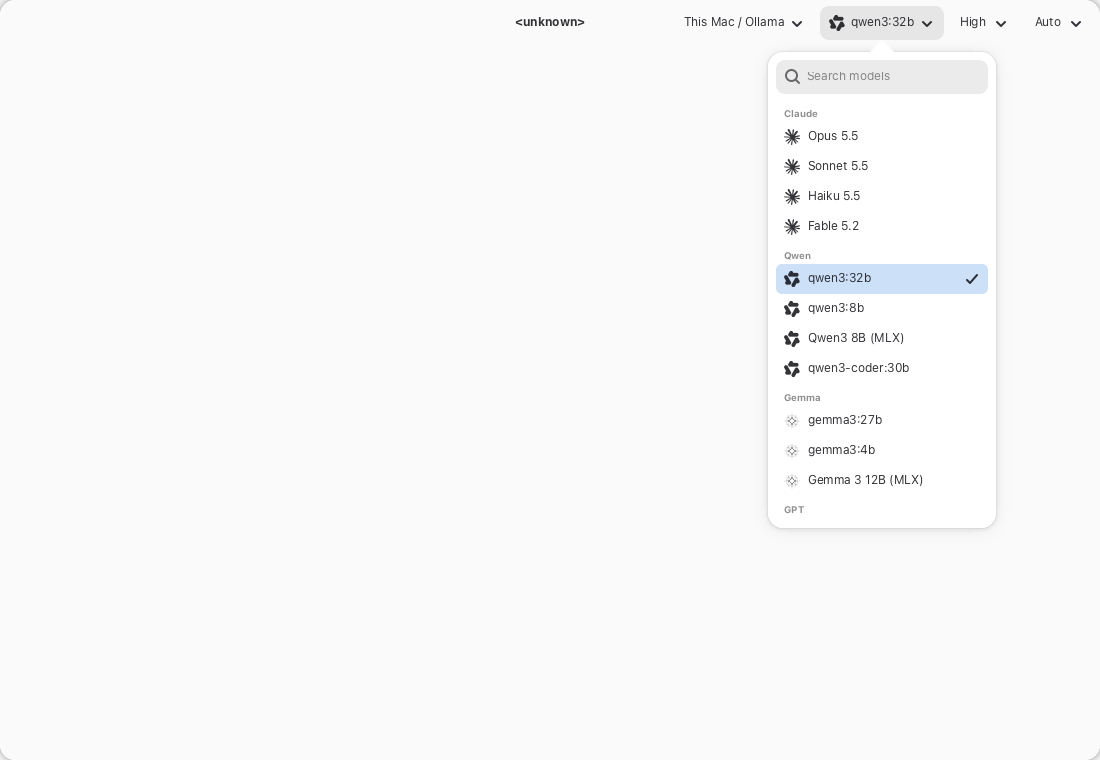 <unknown>
This Mac / Ollama
qwen3:32b
High
Auto
Search models
Claude
Opus 5.5
Sonnet 5.5
Haiku 5.5
Fable 5.2
Qwen
qwen3:32b
qwen3:8b
Qwen3 8B (MLX)
qwen3-coder:30b
Gemma
gemma3:27b
gemma3:4b
Gemma 3 12B (MLX)
GPT